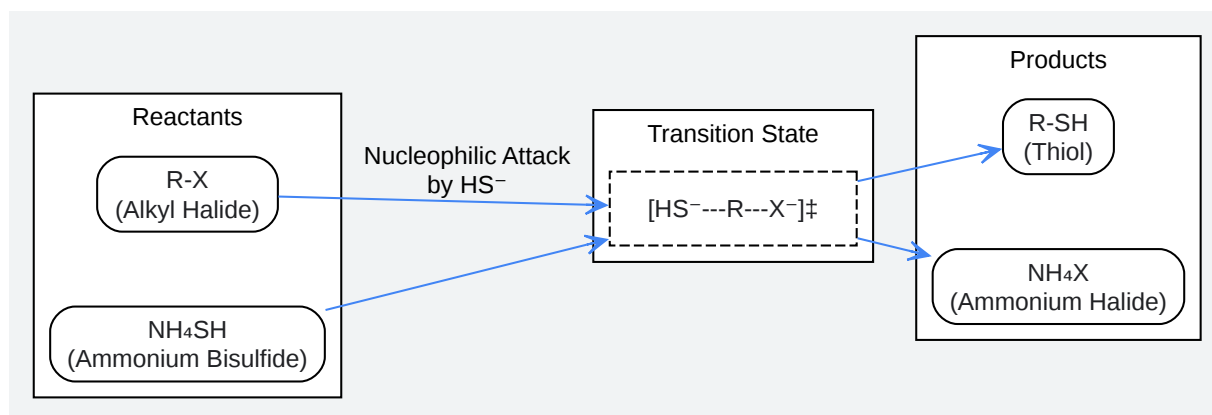 Reactants
R-X
(Alkyl Halide)
NH₄SH
(Ammonium Bisulfide)
Nucleophilic Attack
by HS⁻
Transition State
[HS⁻---R---X⁻]‡
Products
R-SH
(Thiol)
NH₄X
(Ammonium Halide)